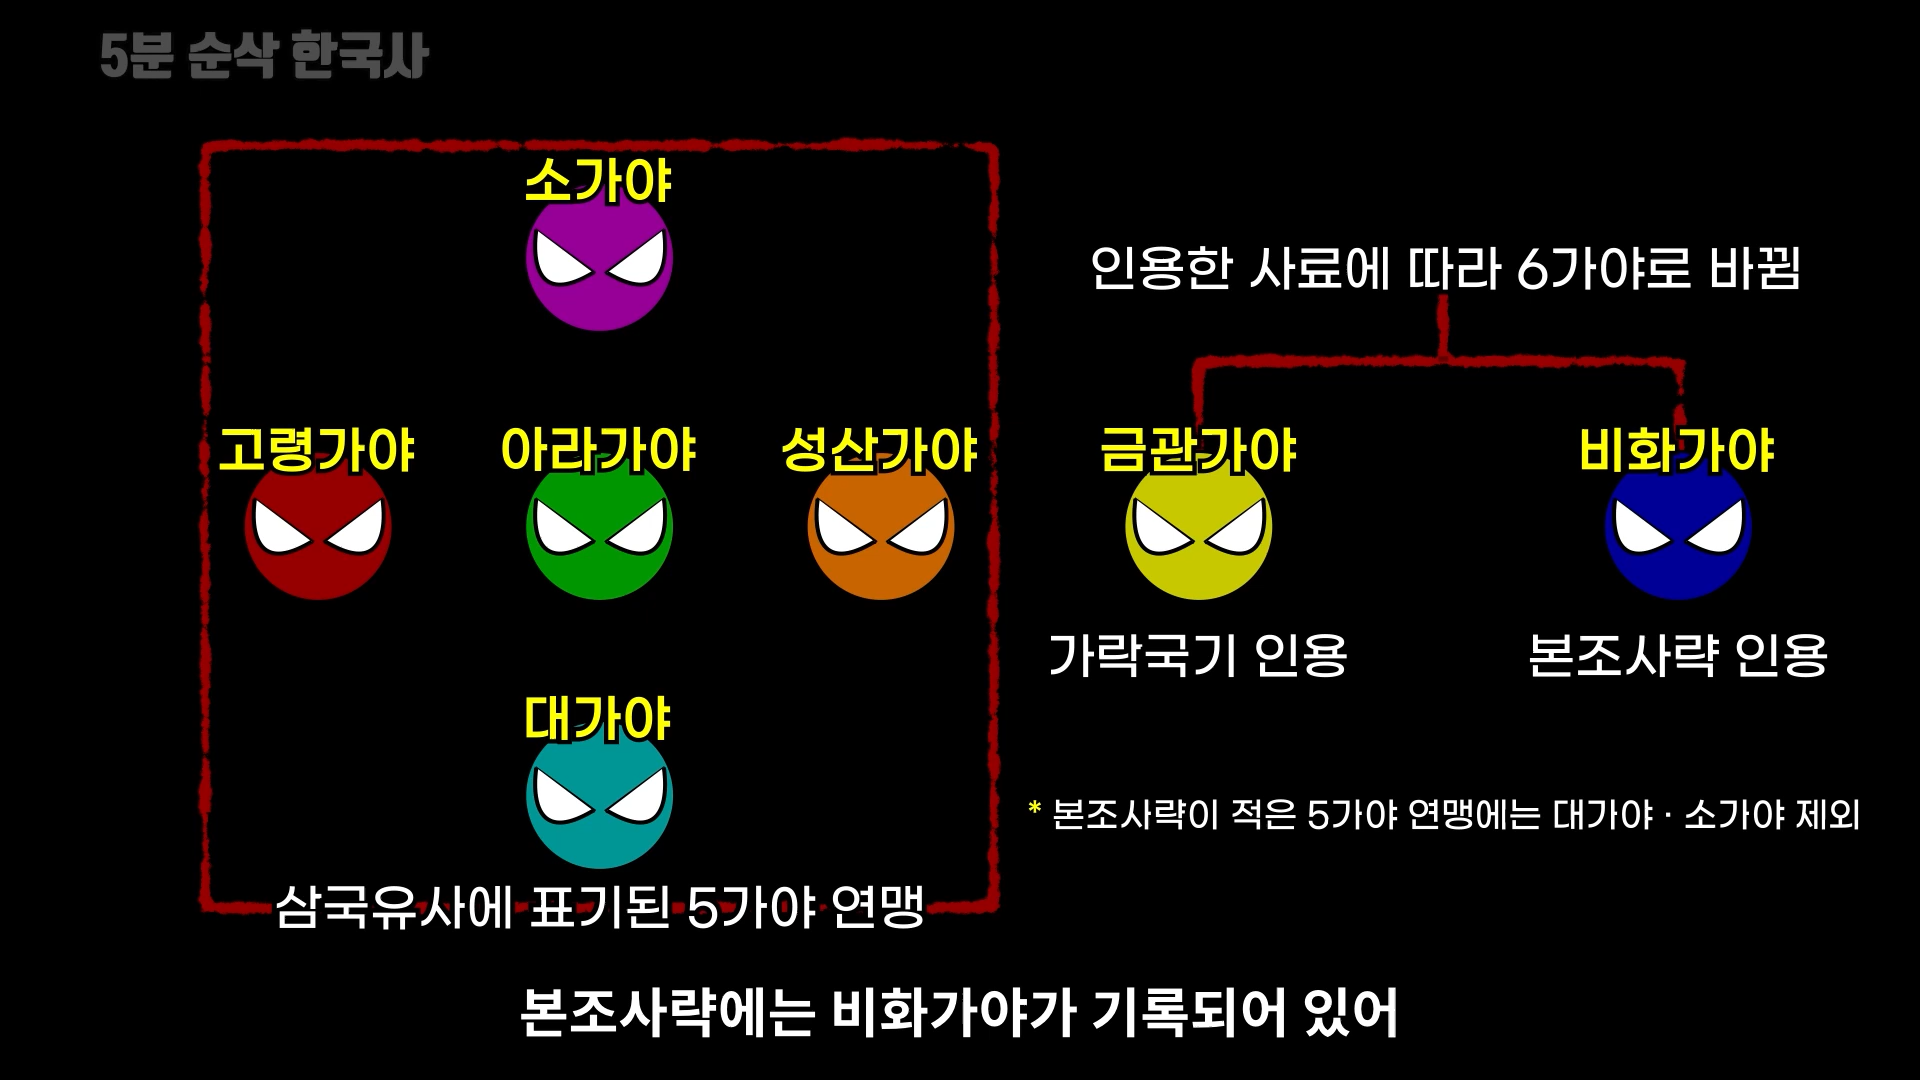 5분 순삭 한국사
소가야
고령가야
아라가야
성산가야
대가야
삼국유사에 표기된 5가야 연맹
인용한 사료에 따라 6가야로 바뀜
금관가야
비화가야
가락국기 인용
본조사략 인용
* 본조사략이 적은 5가야 연맹에는 대가야 · 소가야 제외
본조사략에는 비화가야가 기록되어 있어